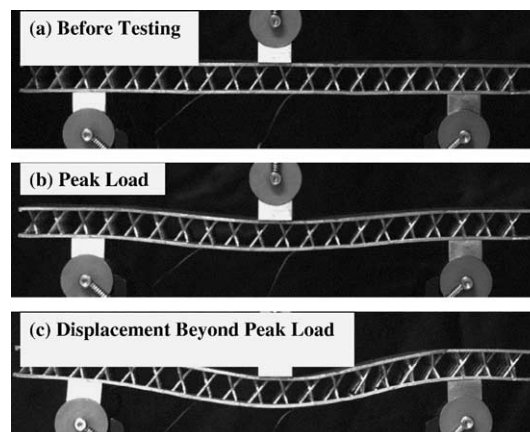 (a) Before Testing
(b) Peak Load
(c) Displacement Beyond Peak Load